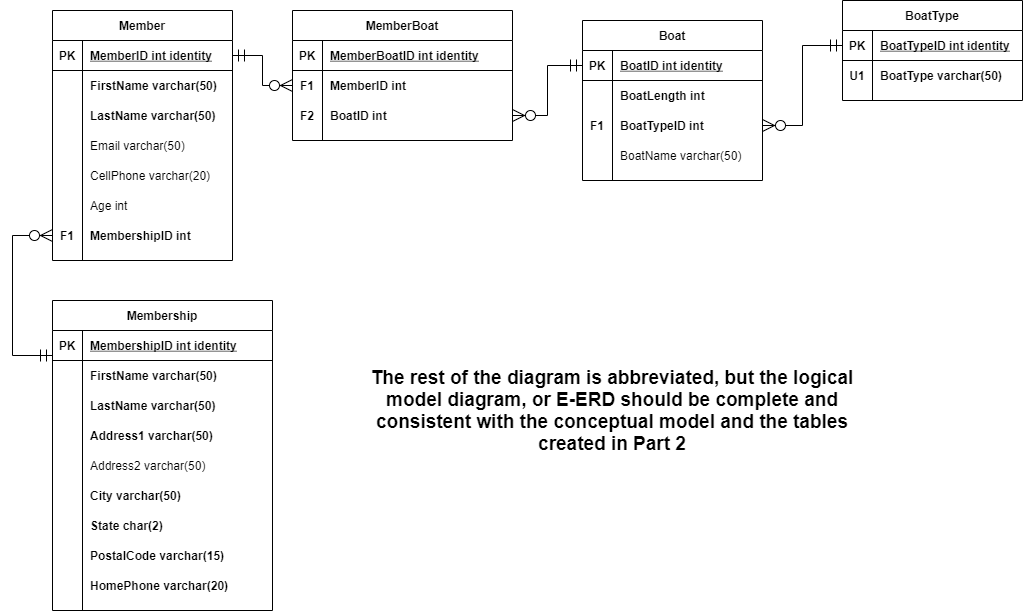 Member
PK MemberID int identity
FirstName varchar(50)
LastName varchar(50)
Email varchar(50)
CellPhone varchar(20)
Age int
F1 MembershipID int
MemberBoat
PK MemberBoatID int identity
F1 MemberID int
F2 BoatID int
Boat
PK BoatID int identity
BoatLength int
F1 BoatTypeID int
BoatName varchar(50)
BoatType
PK BoatTypeID int identity
U1 BoatType varchar(50)
Membership
PK MembershipID int identity
FirstName varchar(50)
LastName varchar(50)
Address1 varchar(50)
Address2 varchar(50)
City varchar(50)
State char(2)
PostalCode varchar(15)
HomePhone varchar(20)
The rest of the diagram is abbreviated, but the logical
model diagram, or E-ERD should be complete and
consistent with the conceptual model and the tables
created in Part 2